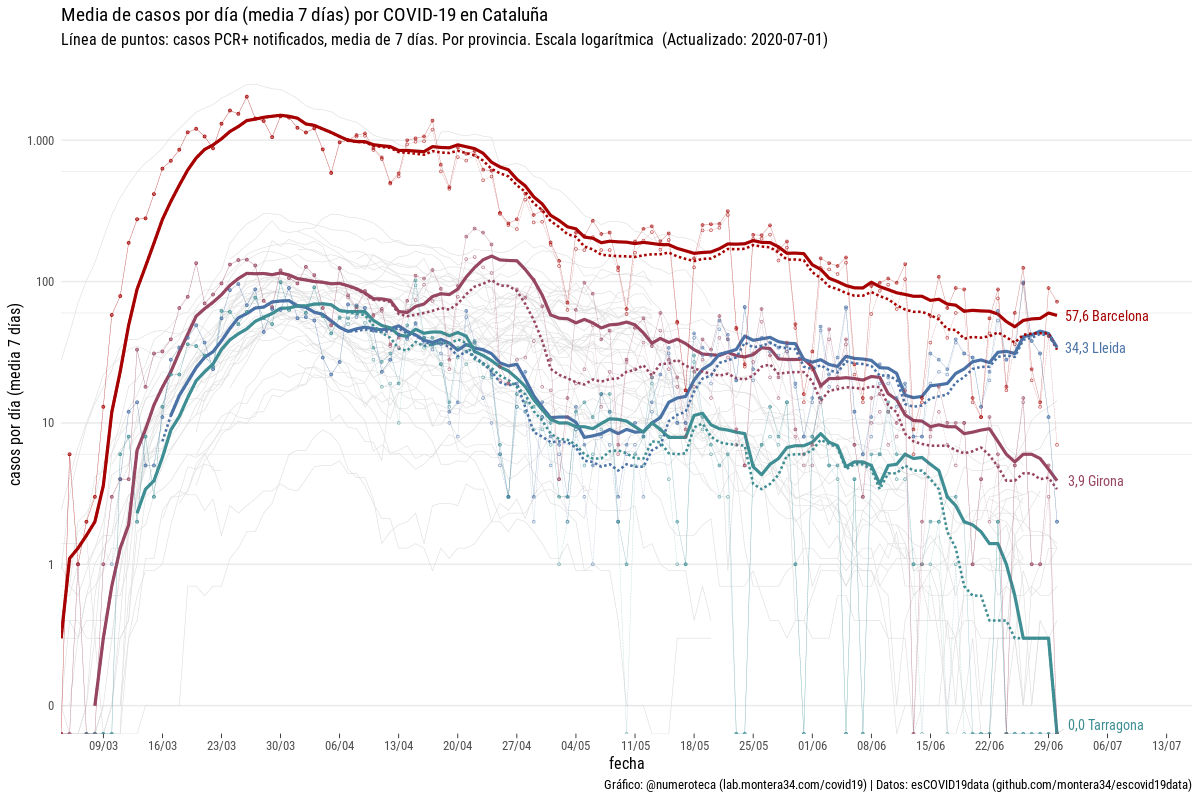 Media de casos por día (media 7 días) por COVID-19 en Cataluña
Línea de puntos: casos PCR+ notificados, media de 7 días. Por provincia. Escala logarítmica (Actualizado: 2020-07-01)
casos por día (media 7 días)
1.000
100
10
1
0
57,6 Barcelona
34,3 Lleida
3,9 Girona
0,0 Tarragona
09/03 16/03 23/03 30/03 06/04 13/04 20/04 27/04 04/05 11/05 18/05 25/05 01/06 08/06 15/06 22/06 29/06 06/07 13/07
fecha
Gráfico: @numeroteca (lab.montera34.com/covid19) | Datos: esCOVID19data (github.com/montera34/escovid19data)